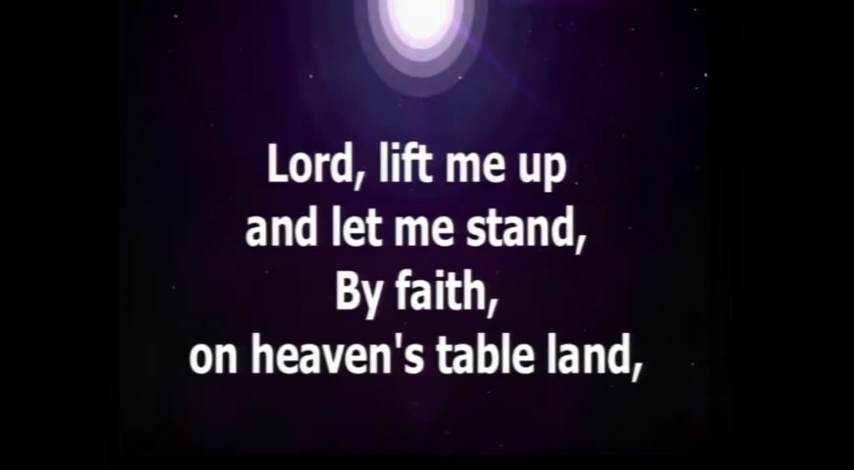 Lord, lift me up
and let me stand,
By faith,
on heaven's table land,